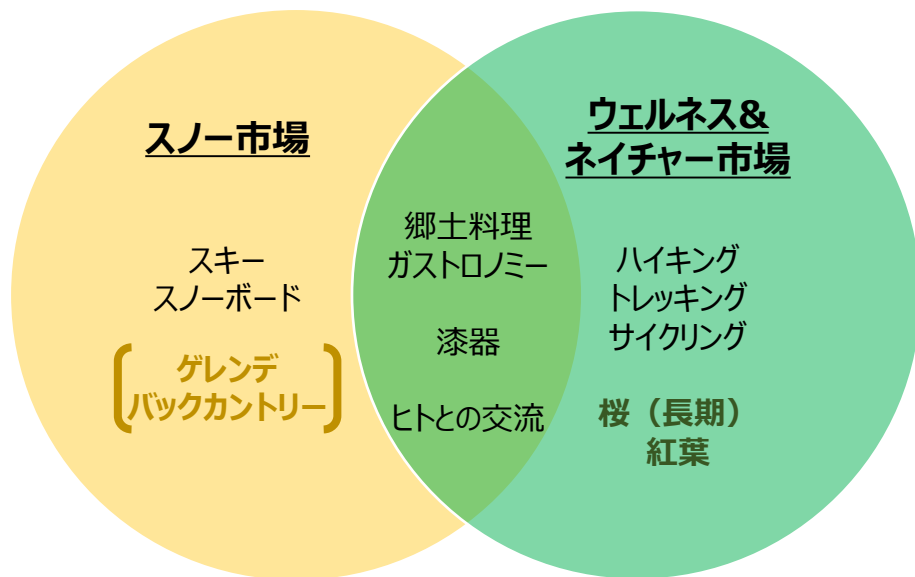 スノー市場
スキー
スノーボード
ゲレンデ
バックカントリー
郷土料理
ガストロノミー
漆器
ヒトとの交流
ウェルネス&
ネイチャー市場
ハイキング
トレッキング
サイクリング
桜（長期）
紅葉